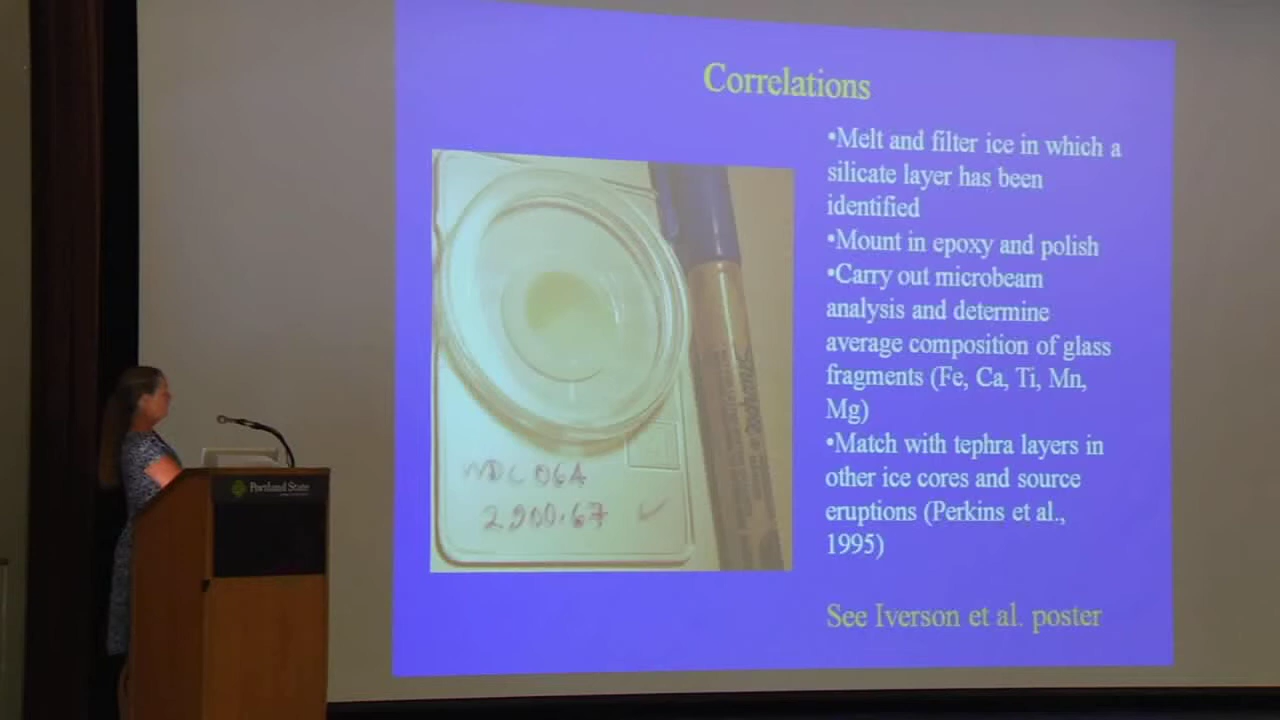 Correlations
•Melt and filter ice in which a
silicate layer has been
identified
•Mount in epoxy and polish
•Carry out microbeam
analysis and determine
average composition of glass
fragments (Fe, Ca, Ti, Mn,
Mg)
•Match with tephra layers in
other ice cores and source
eruptions (Perkins et al.,
1995)
See Iverson et al. poster
WDC06A
2900.67
Sharpie
Portland State